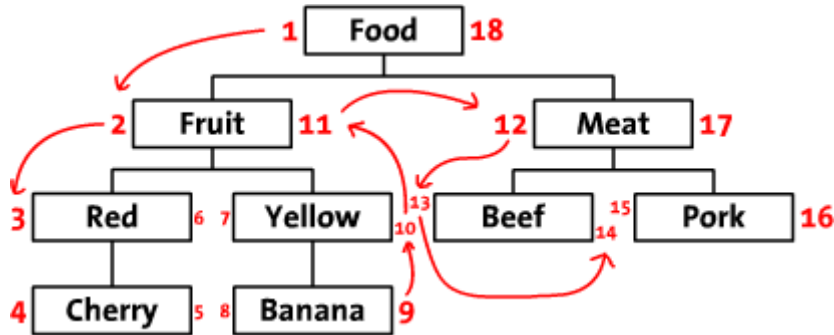 1 Food 18
2 Fruit 11 12 Meat 17
3 Red 6 7 Yellow 10 13 Beef 14 15 Pork 16
4 Cherry 5 8 Banana 9